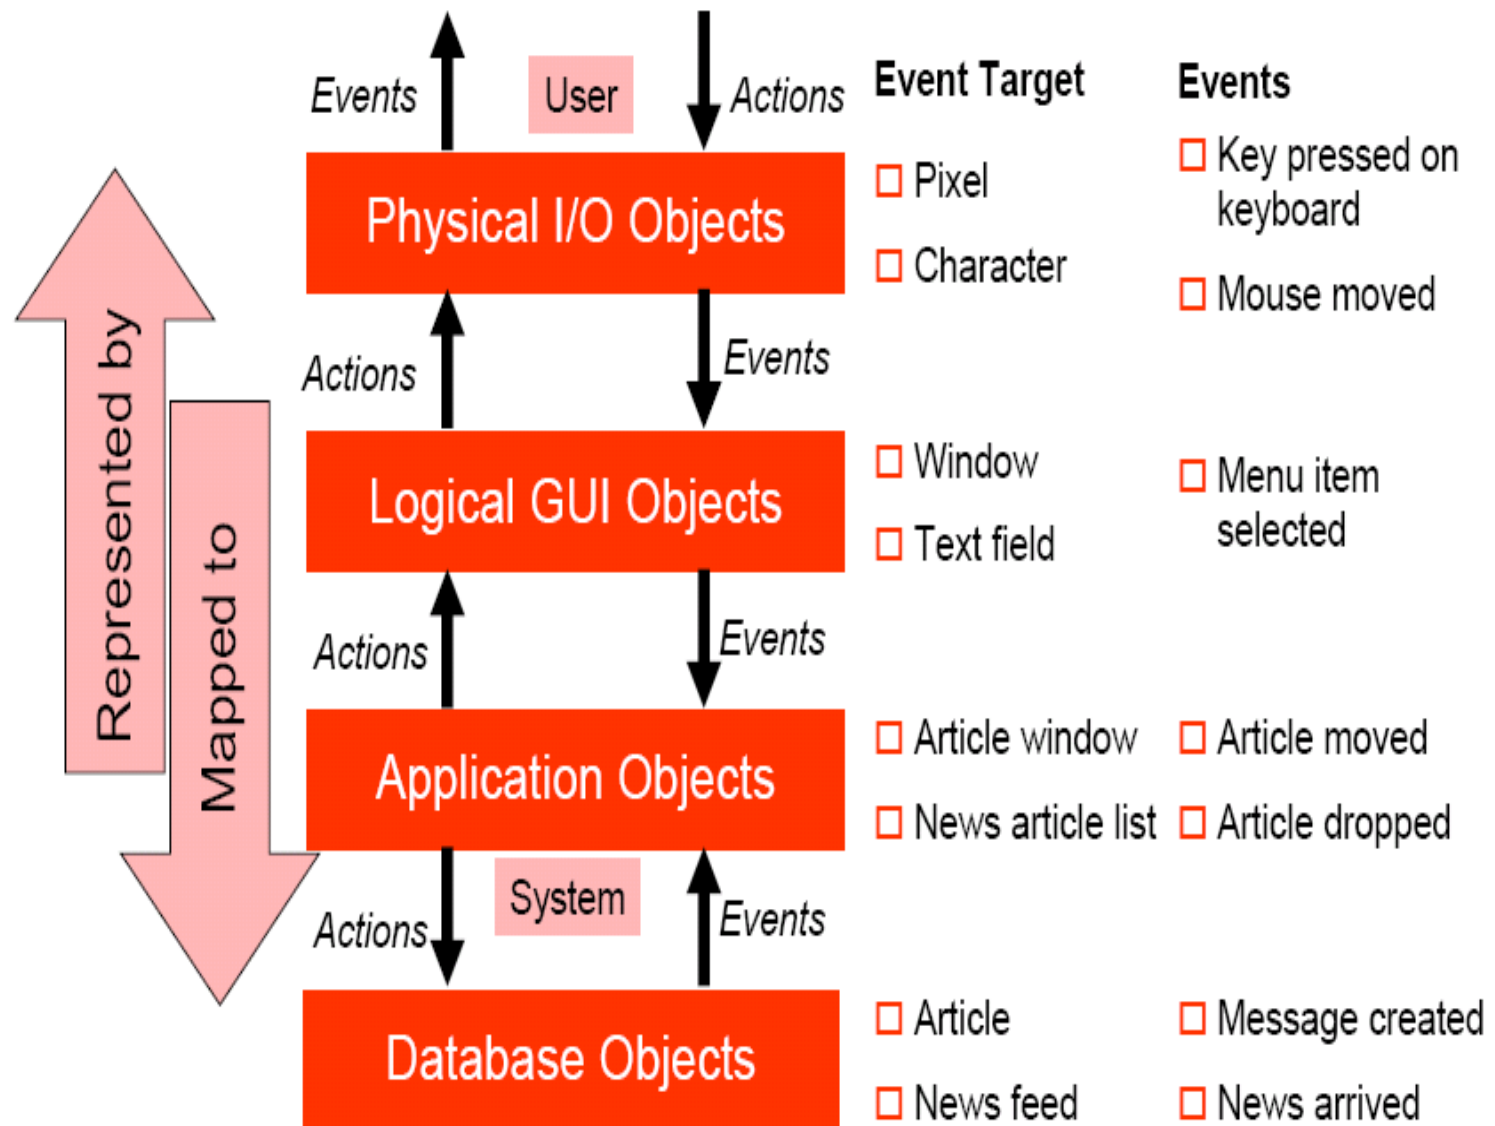 Events
User
Actions
Event Target
Events
Physical I/O Objects
Pixel
Character
Key pressed on
keyboard
Mouse moved
Represented by
Mapped to
Actions
Events
Logical GUI Objects
Window
Text field
Menu item
selected
Actions
Events
Application Objects
Article window
News article list
Article moved
Article dropped
Actions
System
Events
Database Objects
Article
News feed
Message created
News arrived